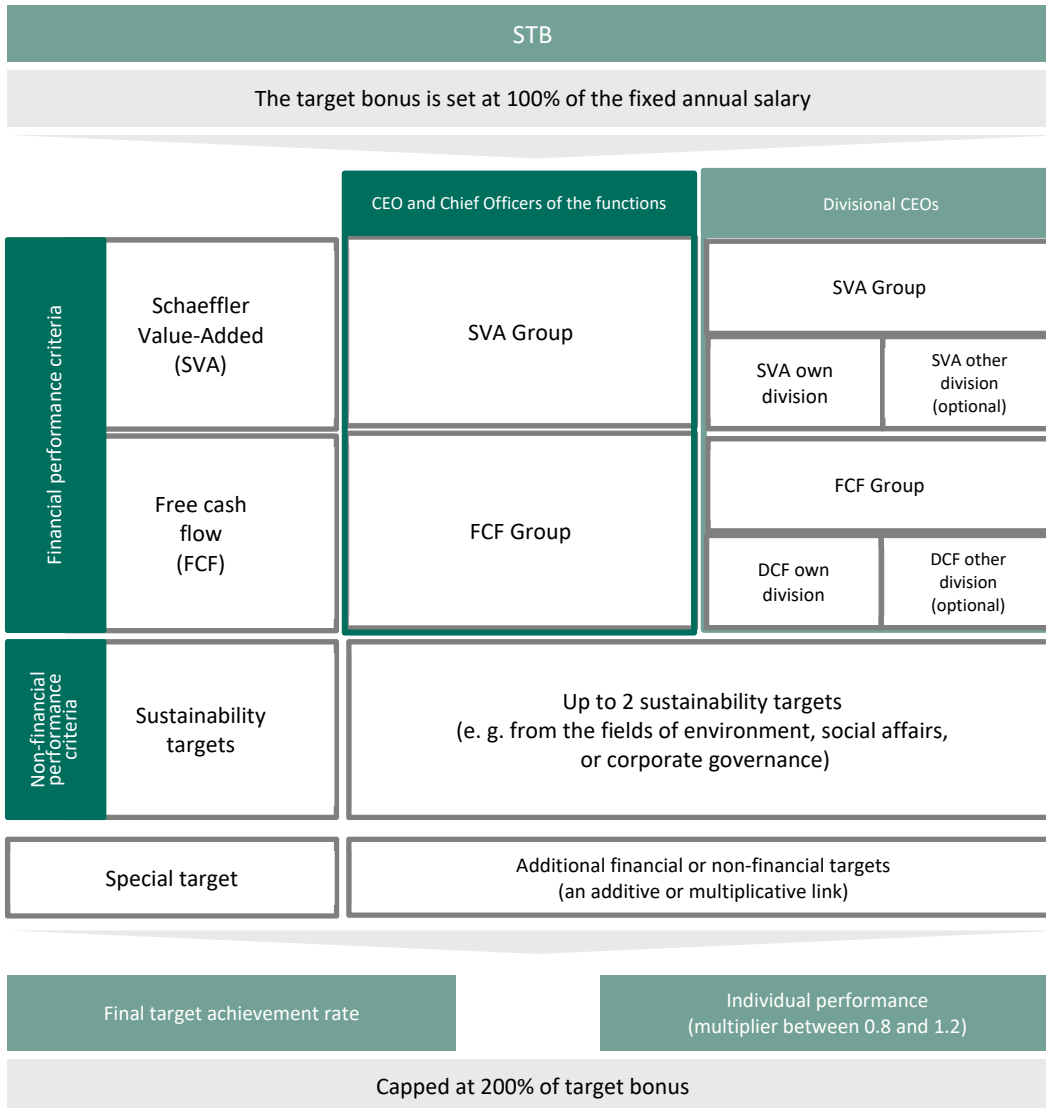 STB
The target bonus is set at 100% of the fixed annual salary
CEO and Chief Officers of the functions
Divisional CEOs
Financial performance criteria
Schaeffler
Value-Added
(SVA)
SVA Group
SVA Group
SVA own
division
SVA other
division
(optional)
Free cash
flow
(FCF)
FCF Group
FCF Group
DCF own
division
DCF other
division
(optional)
Non-financial
performance
criteria
Sustainability
targets
Up to 2 sustainability targets
(e. g. from the fields of environment, social affairs,
or corporate governance)
Special target
Additional financial or non-financial targets
(an additive or multiplicative link)
Final target achievement rate
Individual performance
(multiplier between 0.8 and 1.2)
Capped at 200% of target bonus